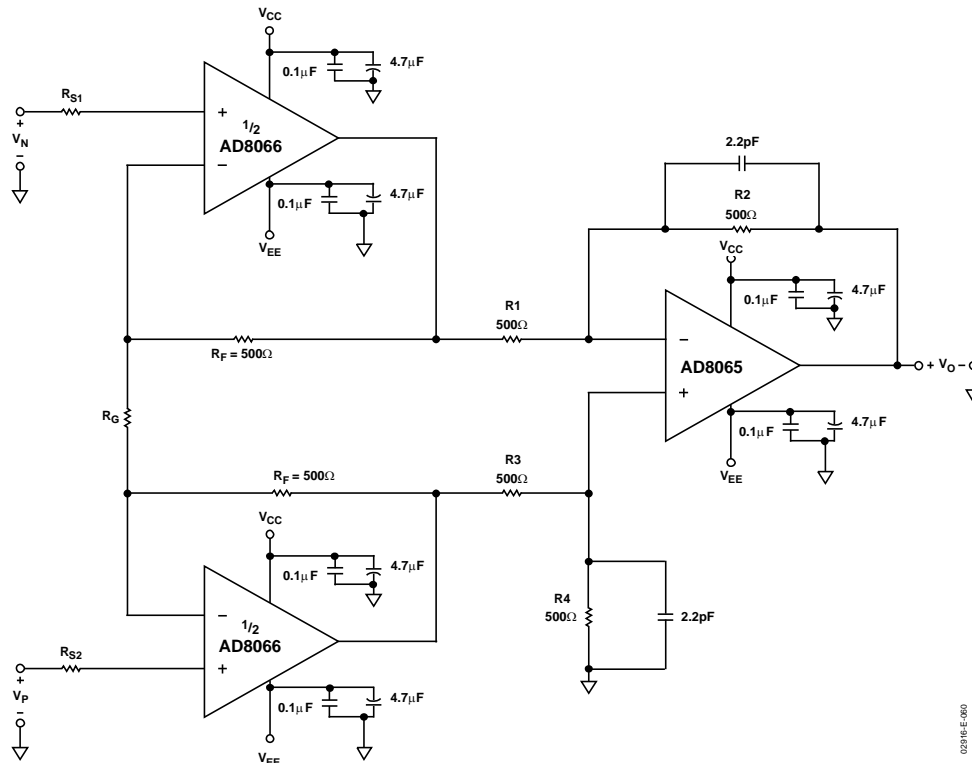 VCC
4.7µF
0.1µF
RS1
+
VN
−
+
1/2
AD8066
−
4.7µF
0.1µF
VEE
2.2pF
R2
500Ω
VCC
4.7µF
0.1µF
R1
500Ω
RF = 500Ω
−
AD8065
+
+ VO −
4.7µF
0.1µF
VEE
RG
R3
500Ω
RF = 500Ω
VCC
4.7µF
0.1µF
R4
500Ω
2.2pF
−
1/2
AD8066
+
RS2
+
VP
−
4.7µF
0.1µF
VEE
02916-E-060